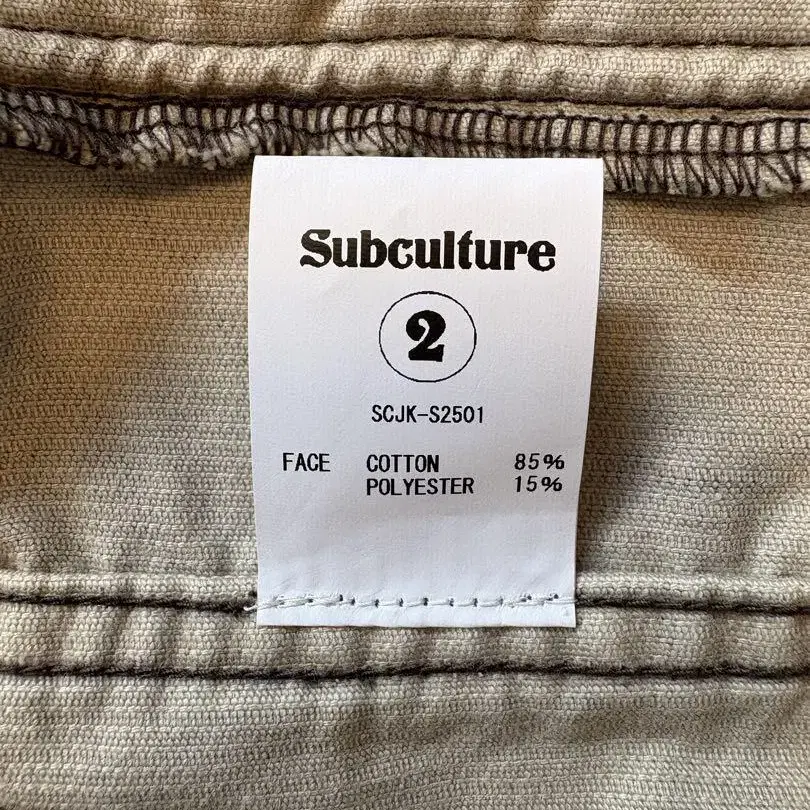 Subculture
2
SCJK-S2501
FACE COTTON 85%
POLYESTER 15%